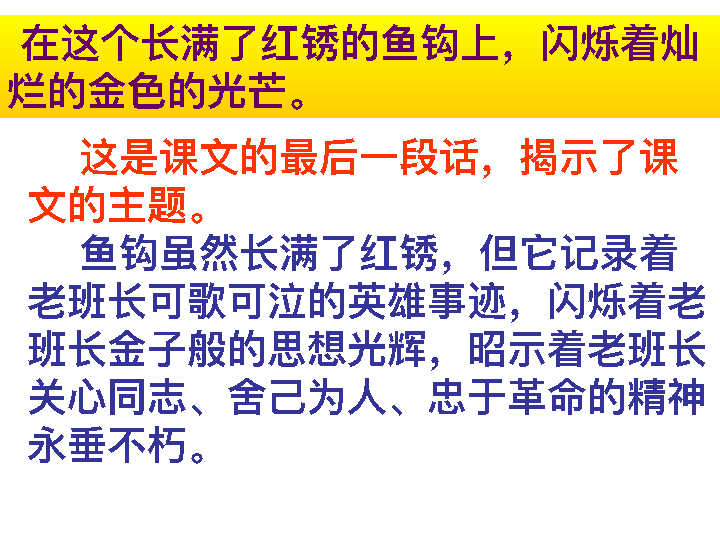 在这个长满了红锈的鱼钩上，闪烁着灿
烂的金色的光芒。
这是课文的最后一段话，揭示了课
文的主题。
鱼钩虽然长满了红锈，但它记录着
老班长可歌可泣的英雄事迹，闪烁着老
班长金子般的思想光辉，昭示着老班长
关心同志、舍己为人、忠于革命的精神
永垂不朽。